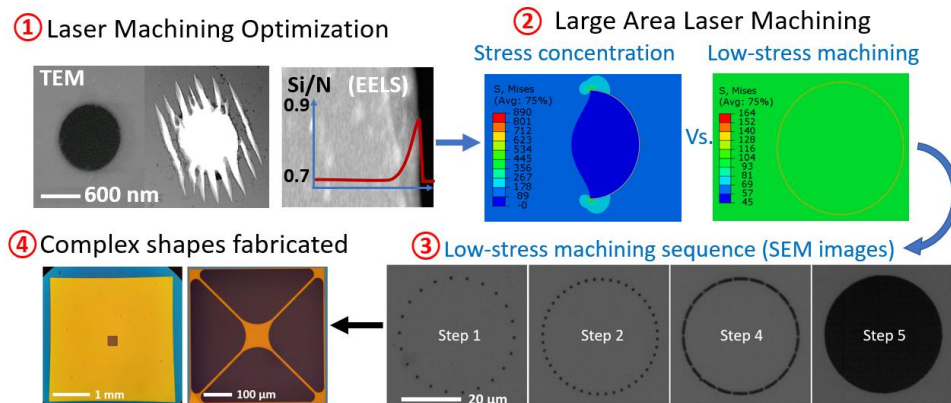 ① Laser Machining Optimization
② Large Area Laser Machining
TEM
600 nm
Si/N (EELS)
0.9
0.7
Stress concentration
S, Mises
(Avg: 75%)
890
801
712
623
534
445
356
267
178
89
-0
Vs.
Low-stress machining
S, Mises
(Avg: 75%)
164
152
140
128
116
104
93
81
69
57
45
③ Low-stress machining sequence (SEM images)
Step 1
Step 2
Step 4
Step 5
20 μm
④ Complex shapes fabricated
1 mm
100 μm